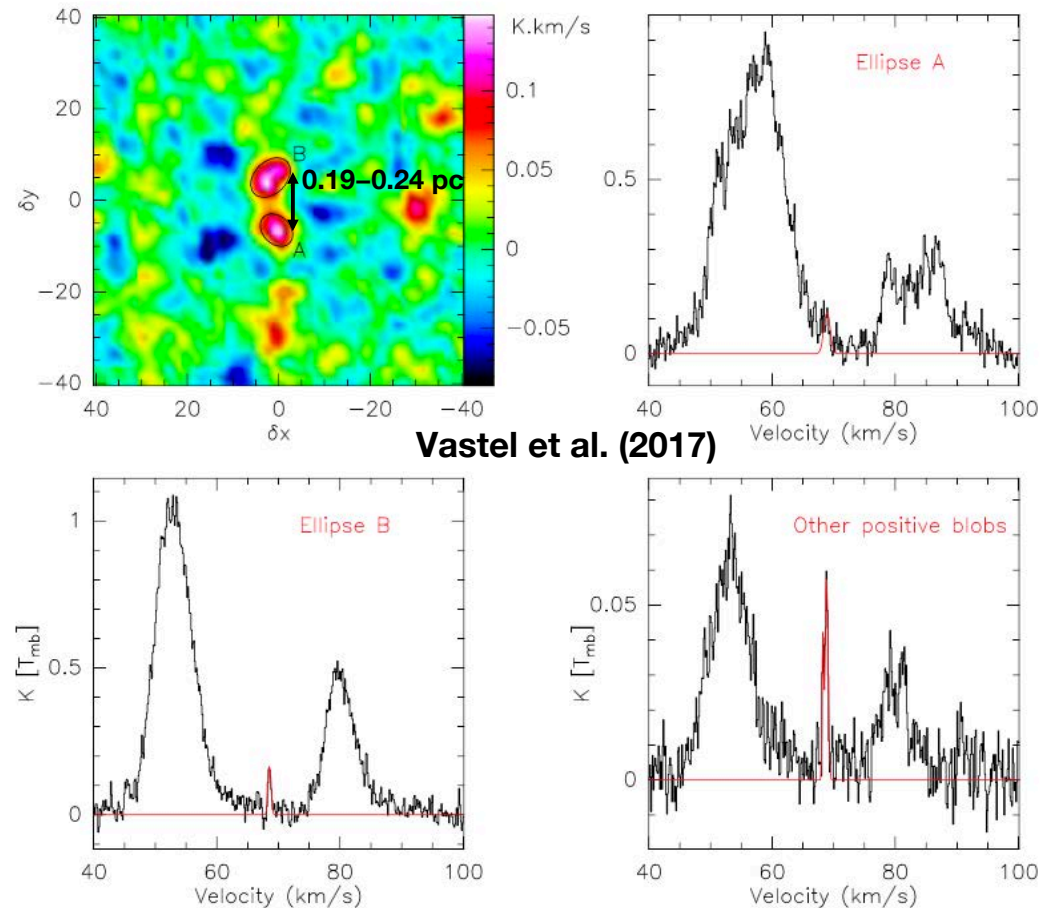 K.km/s
40
20
0
−20
−40
δy
40
20
0
−20
−40
δx
0.1
0.05
0
−0.05
B
0.19–0.24 pc
A
Ellipse A
0.5
0
40
60
80
100
Velocity (km/s)
Vastel et al. (2017)
Ellipse B
K [Tmb]
1
0.5
0
40
60
80
100
Velocity (km/s)
Other positive blobs
K [Tmb]
0.05
0
40
60
80
100
Velocity (km/s)